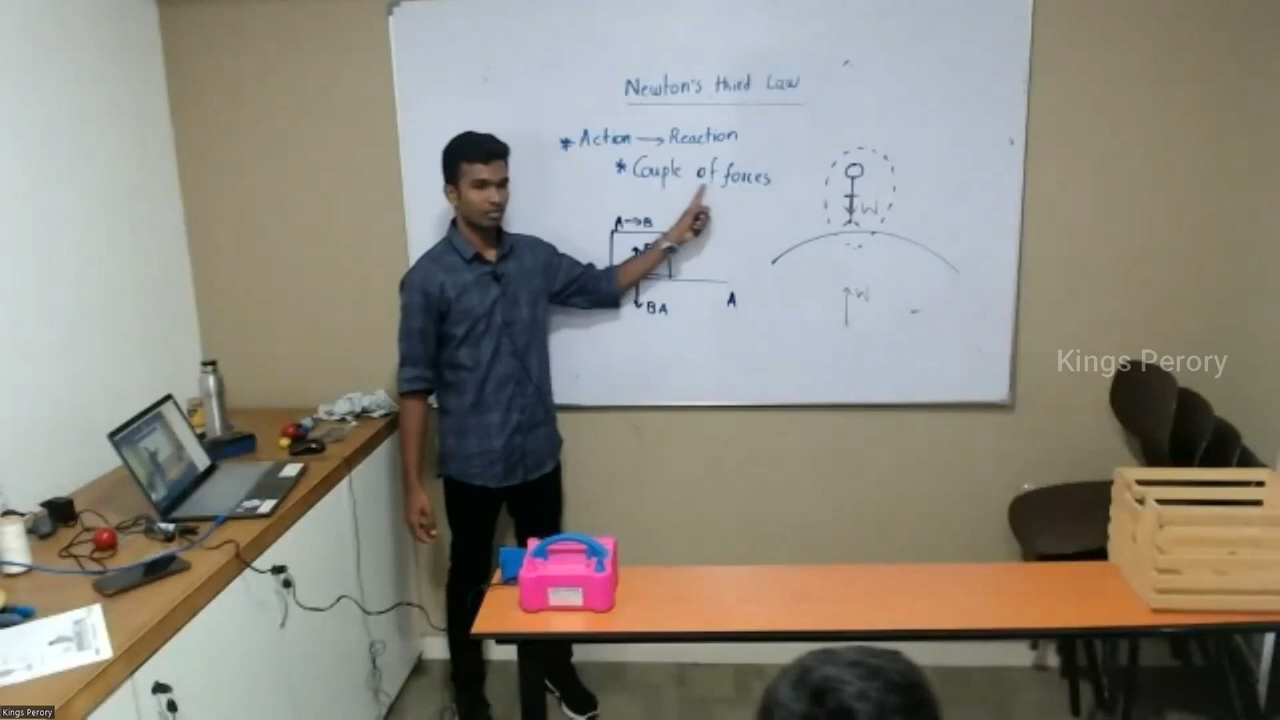 Newton's third Law
* Action → Reaction
* Couple of forces
A→B
BA
A
W
W
Kings Perory
Kings Perory